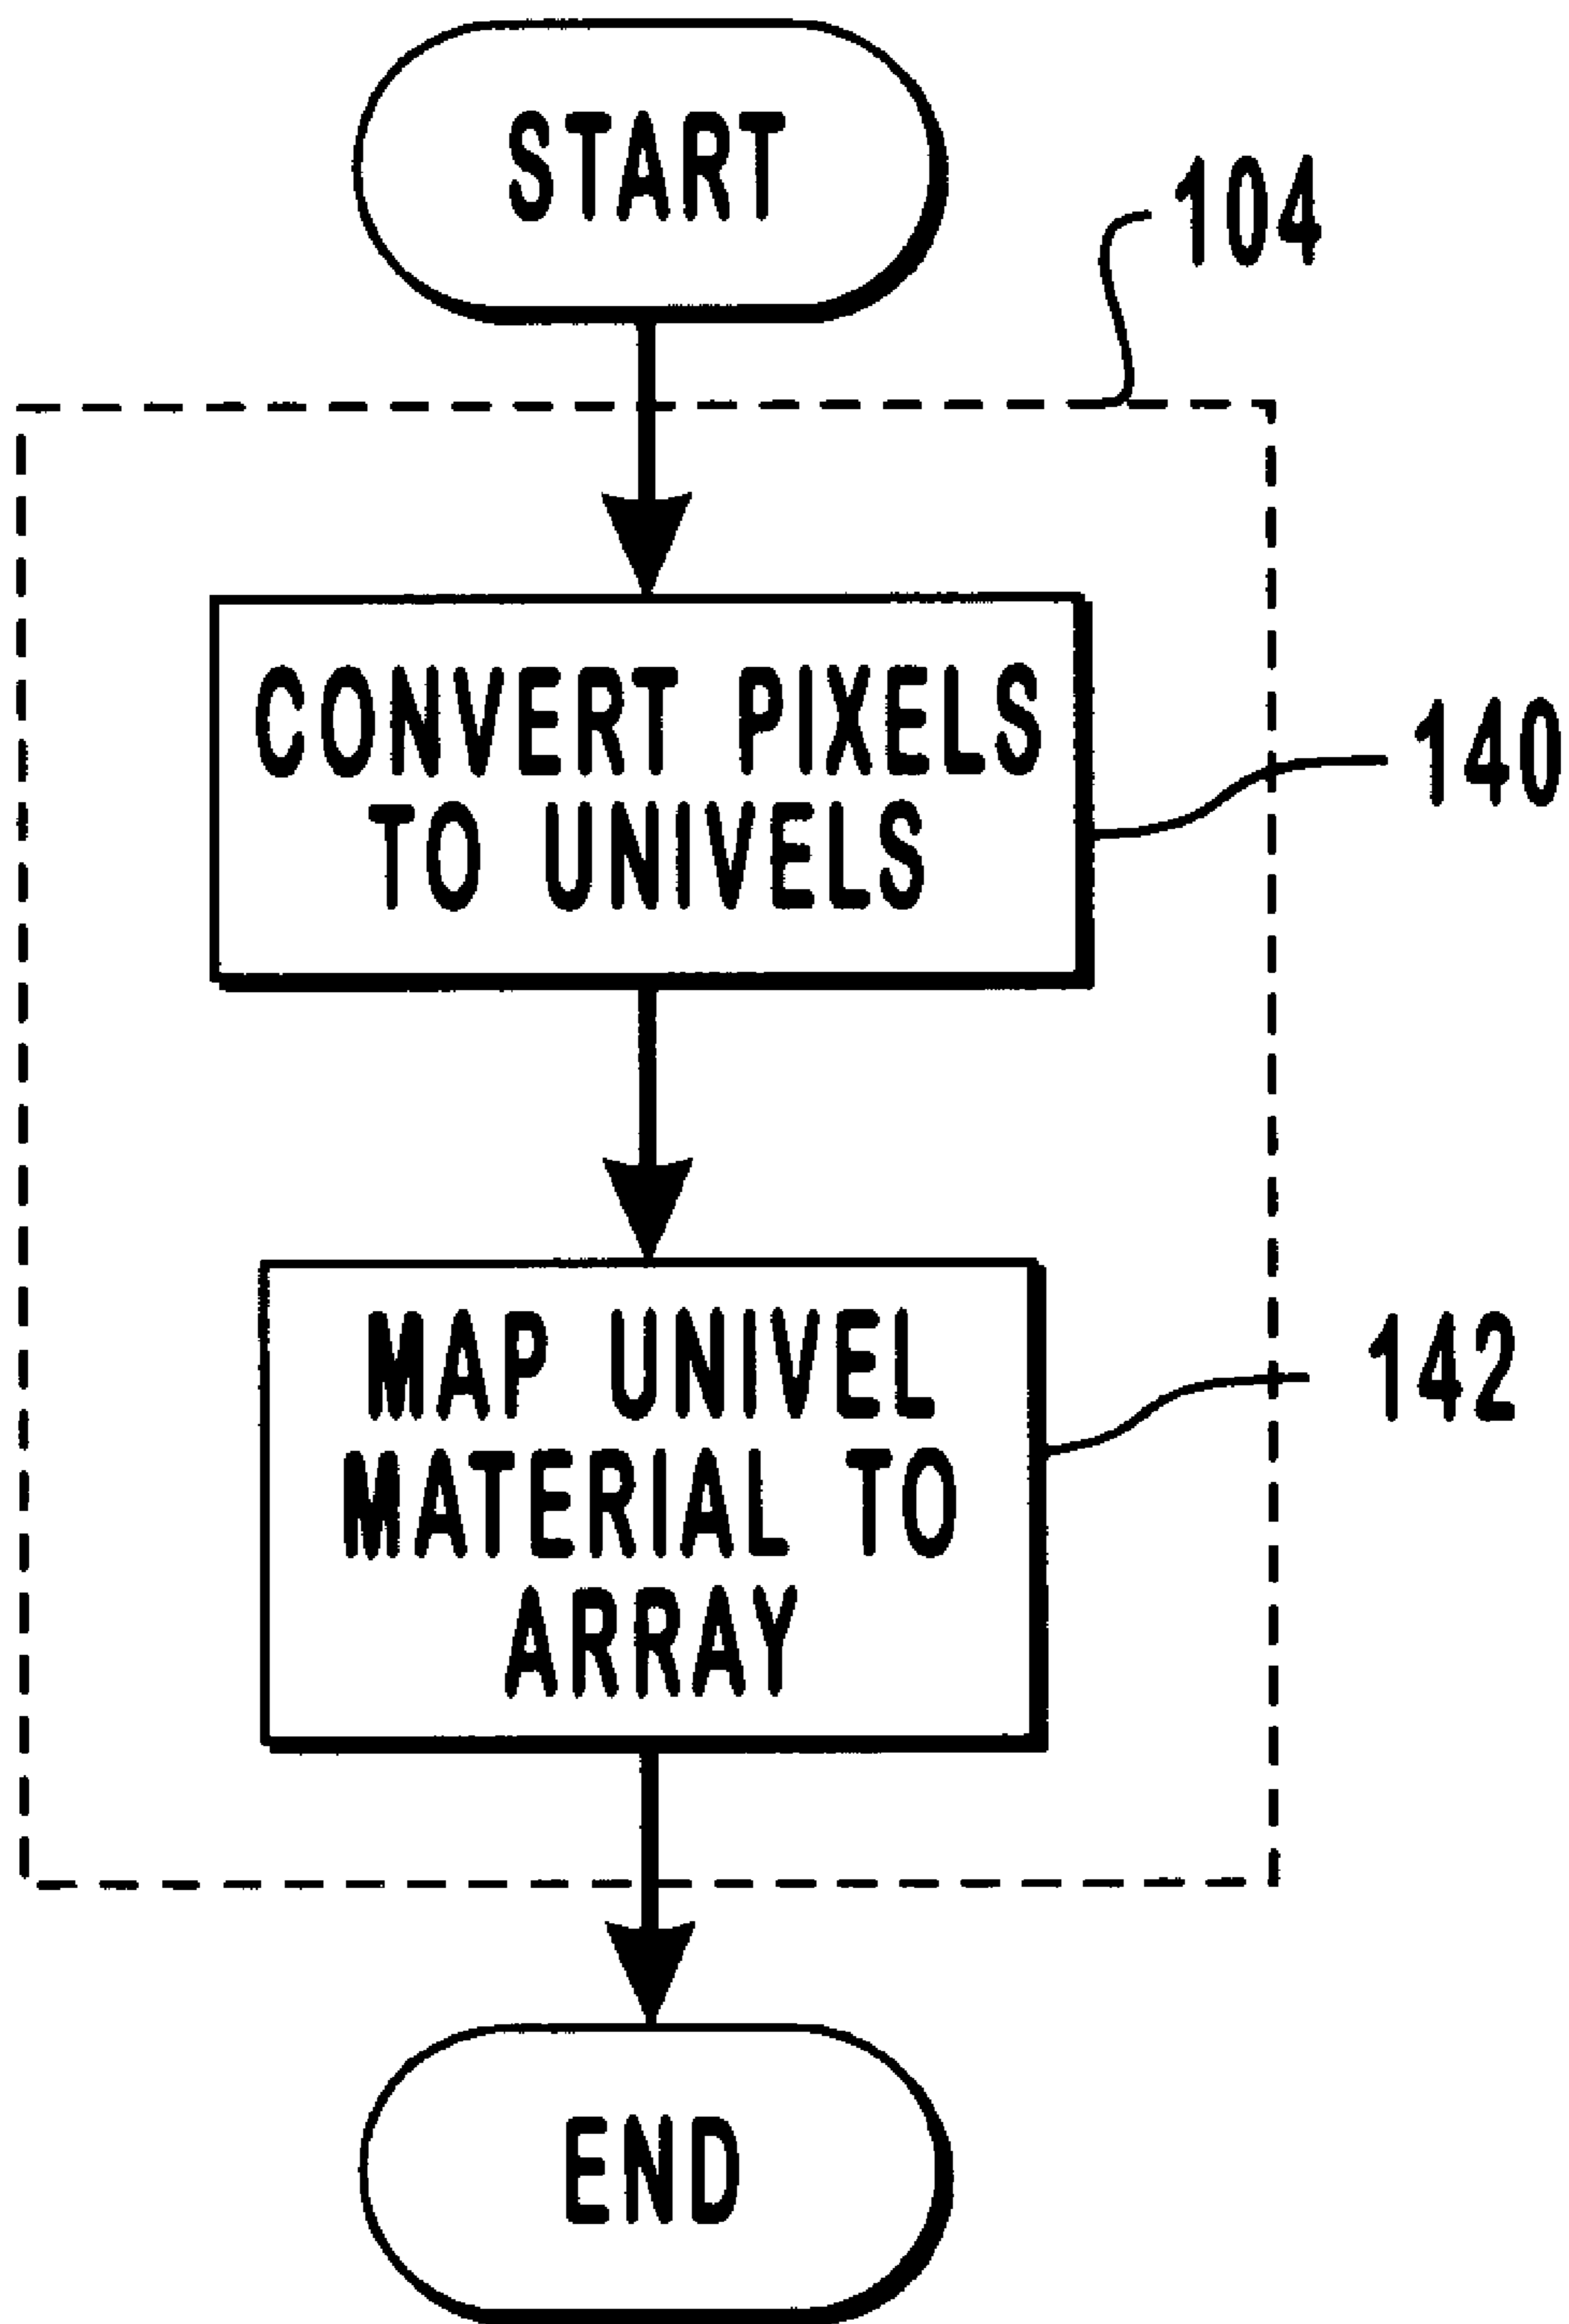 START
104
CONVERT PIXELS
TO UNIVELS
140
MAP UNIVEL
MATERIAL TO
ARRAY
142
END